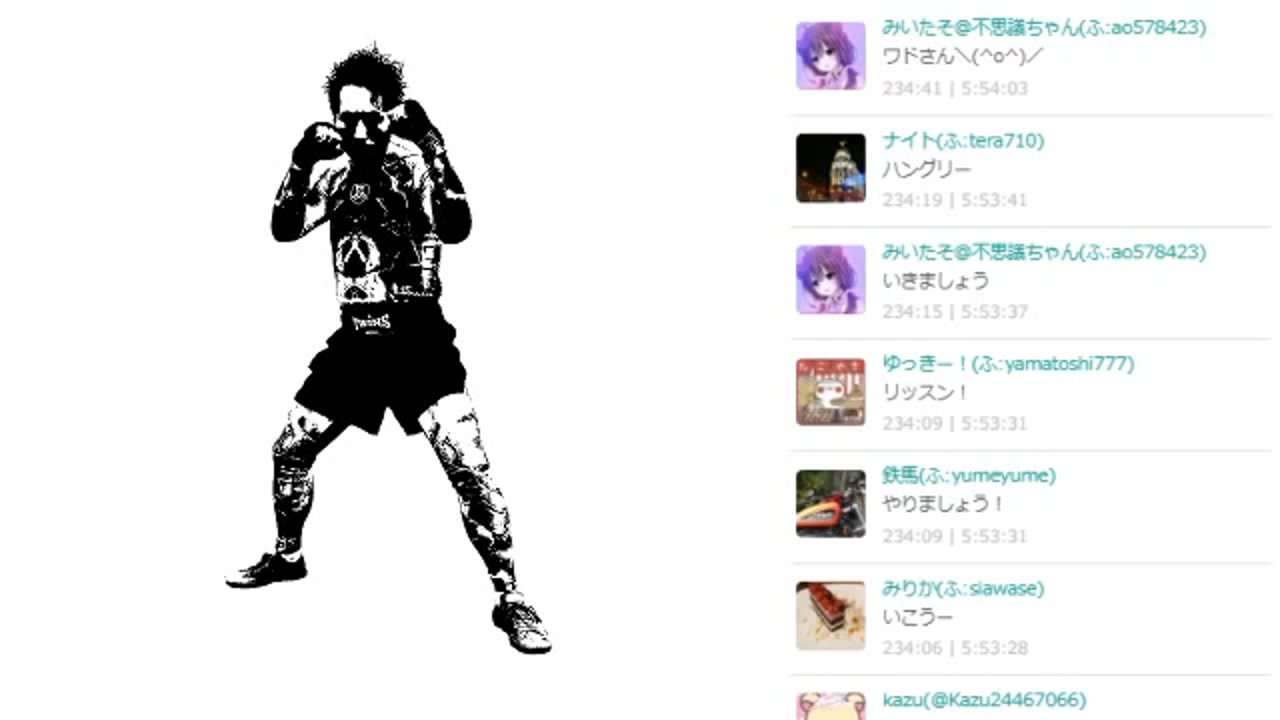 みいたそ@不思議ちゃん(ふ:ao578423)
ワドさん＼(^o^)／
234:41 | 5:54:03
ナイト(ふ:tera710)
ハングリー
234:19 | 5:53:41
みいたそ@不思議ちゃん(ふ:ao578423)
いきましょう
234:15 | 5:53:37
ゆっきー！(ふ:yamatoshi777)
リッスン！
234:09 | 5:53:31
鉄馬(ふ:yumeyume)
やりましょう！
234:09 | 5:53:31
みりか(ふ:siawase)
いこうー
234:06 | 5:53:28
kazu(@Kazu24467066)
TWINS